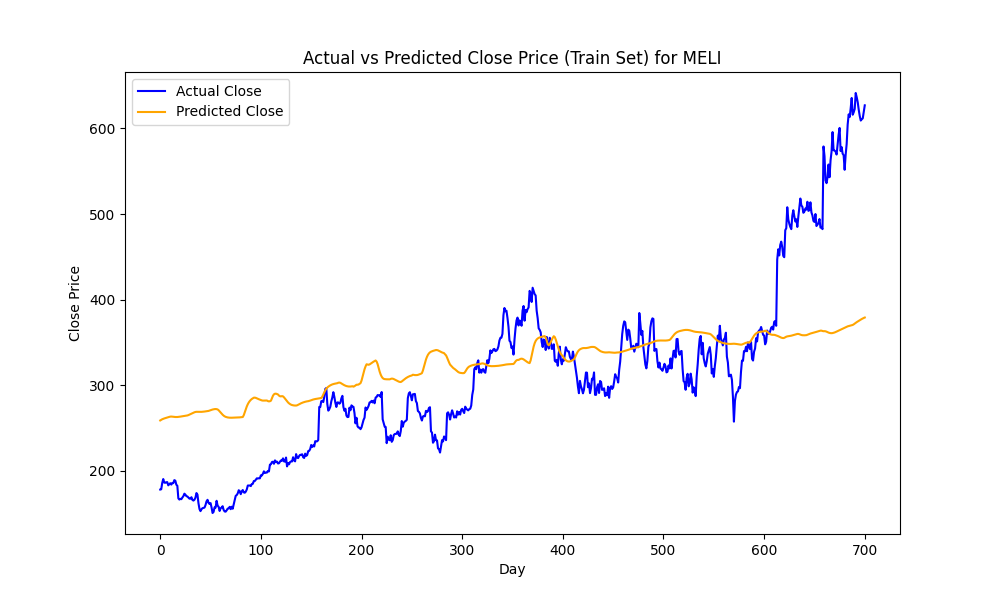 Actual vs Predicted Close Price (Train Set) for MELI
Actual Close
Predicted Close
Close Price
600
500
400
300
200
0 100 200 300 400 500 600 700
Day